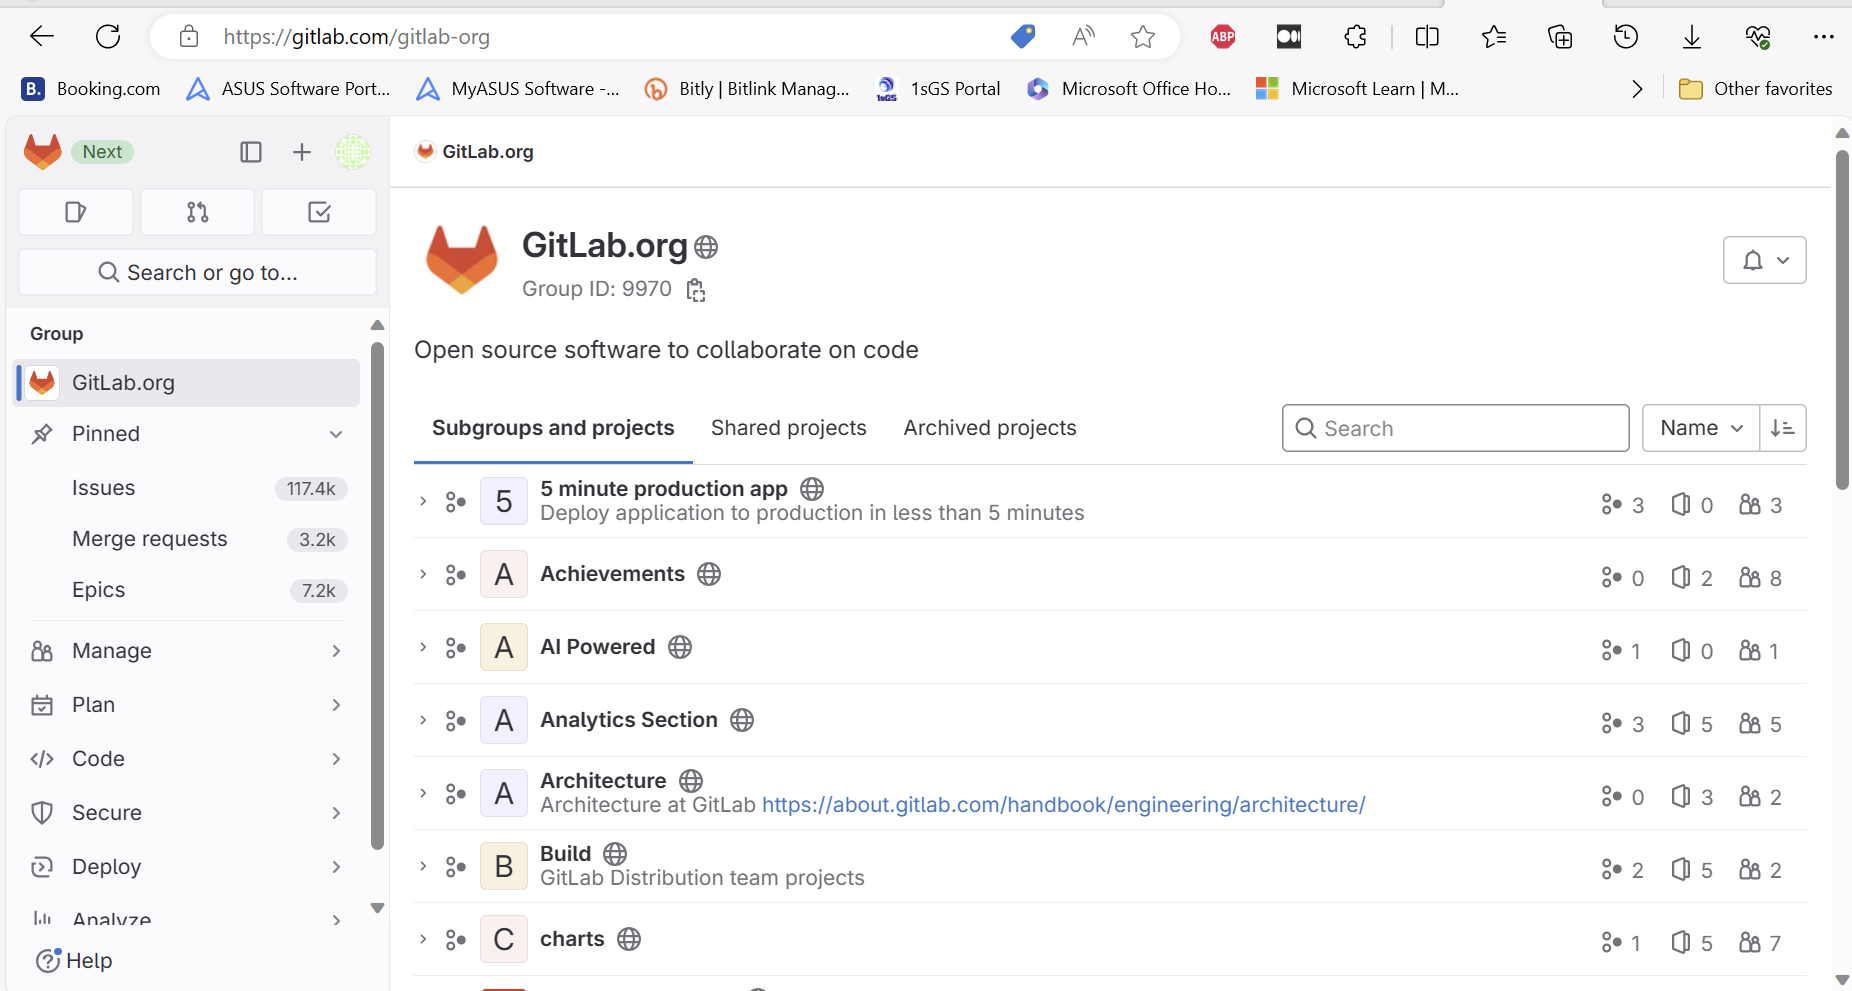 https://gitlab.com/gitlab-org
ABP
B. Booking.com
ASUS Software Port...
MyASUS Software -...
Bitly | Bitlink Manag...
1sGS 1sGS Portal
Microsoft Office Ho...
Microsoft Learn | M...
Other favorites
Next
Search or go to...
Group
GitLab.org
Pinned
Issues 117.4k
Merge requests 3.2k
Epics 7.2k
Manage
Plan
Code
Secure
Deploy
Analyze
Help
GitLab.org
GitLab.org
Group ID: 9970
Open source software to collaborate on code
Subgroups and projects Shared projects Archived projects Search Name
5 5 minute production app 3 0 3
Deploy application to production in less than 5 minutes
A Achievements 0 2 8
A AI Powered 1 0 1
A Analytics Section 3 5 5
A Architecture 0 3 2
Architecture at GitLab https://about.gitlab.com/handbook/engineering/architecture/
B Build 2 5 2
GitLab Distribution team projects
C charts 1 5 7